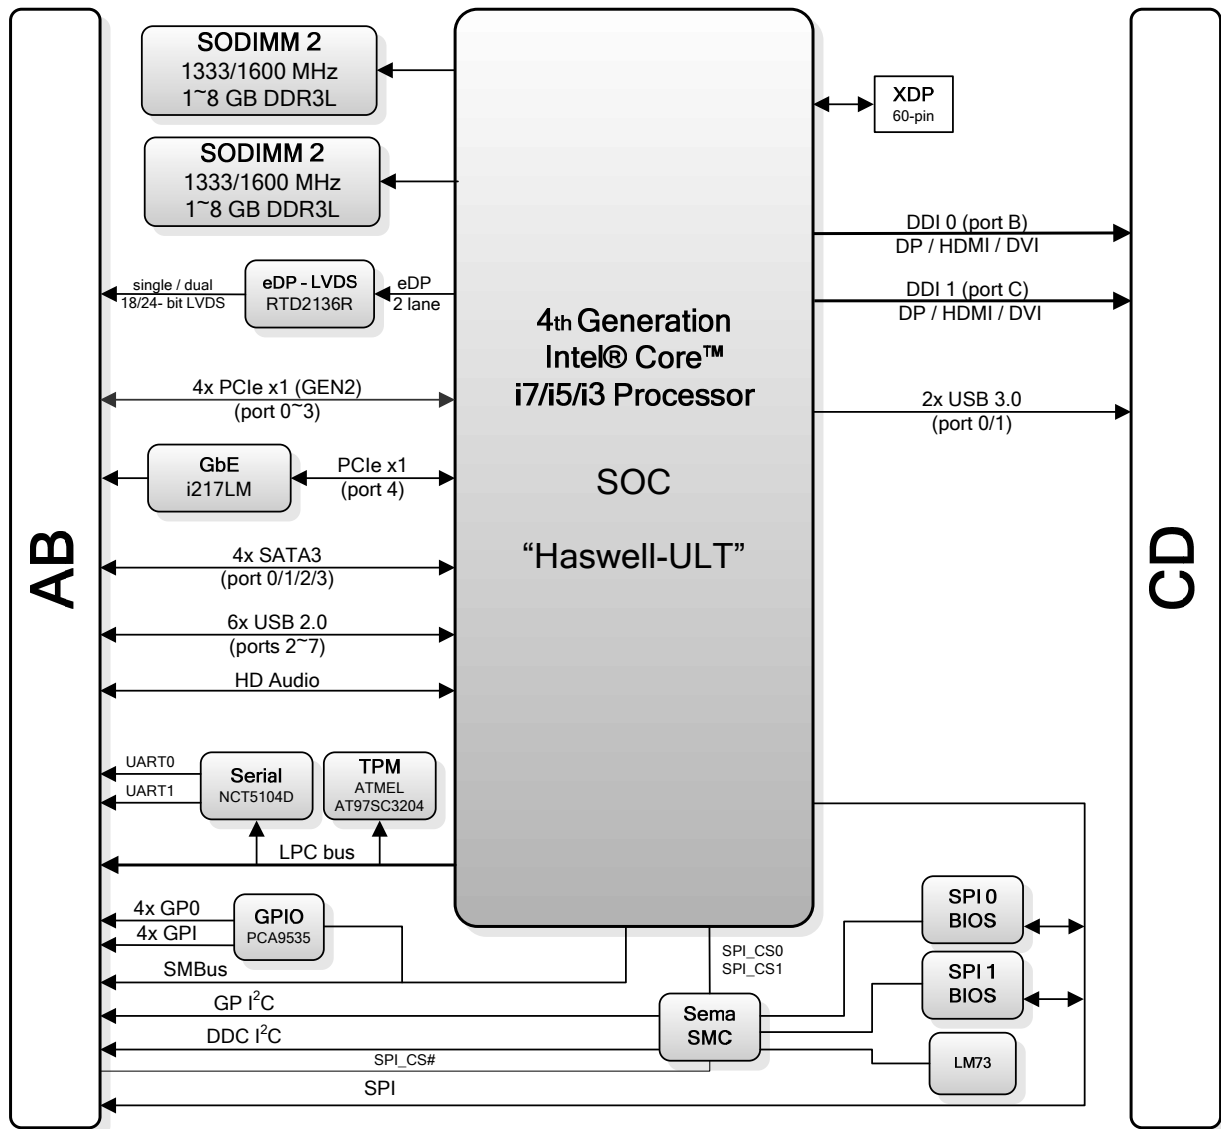 SODIMM 2
1333/1600 MHz
1~8 GB DDR3L
SODIMM 2
1333/1600 MHz
1~8 GB DDR3L
single / dual
18/24- bit LVDS
eDP - LVDS
RTD2136R
eDP
2 lane
4x PCIe x1 (GEN2)
(port 0~3)
GbE
i217LM
PCIe x1
(port 4)
AB
4x SATA3
(port 0/1/2/3)
6x USB 2.0
(ports 2~7)
HD Audio
UART0
UART1
Serial
NCT5104D
TPM
ATMEL
AT97SC3204
LPC bus
4x GP0
4x GPI
GPIO
PCA9535
SMBus
GP I²C
DDC I²C
SPI_CS#
SPI
4th Generation
Intel® Core™
i7/i5/i3 Processor
SOC
“Haswell-ULT”
SPI_CS0
SPI_CS1
Sema
SMC
XDP
60-pin
DDI 0 (port B)
DP / HDMI / DVI
DDI 1 (port C)
DP / HDMI / DVI
2x USB 3.0
(port 0/1)
CD
SPI 0
BIOS
SPI 1
BIOS
LM73